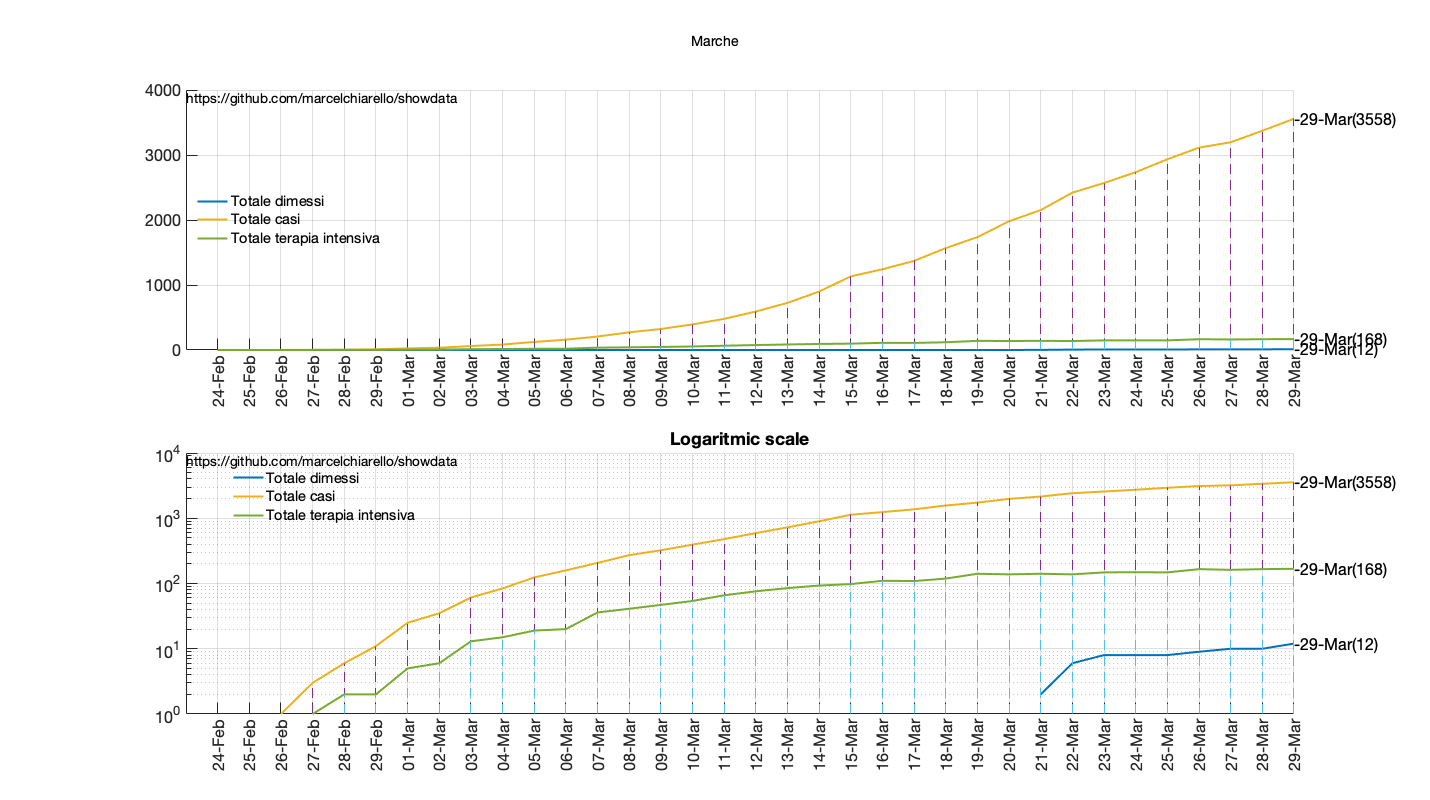 Marche
4000
https://github.com/marcelchiarello/showdata
-29-Mar(3558)
3000
Totale dimessi
2000
Totale casi
Totale terapia intensiva
1000
-29-Mar(168)
0
-29-Mar(12)
24-Feb
25-Feb
26-Feb
27-Feb
28-Feb
29-Feb
01-Mar
02-Mar
03-Mar
04-Mar
05-Mar
06-Mar
07-Mar
08-Mar
09-Mar
10-Mar
11-Mar
12-Mar
13-Mar
14-Mar
15-Mar
16-Mar
17-Mar
18-Mar
19-Mar
20-Mar
21-Mar
22-Mar
23-Mar
24-Mar
25-Mar
26-Mar
27-Mar
28-Mar
29-Mar
Logaritmic scale
10^4
https://github.com/marcelchiarello/showdata
Totale dimessi
-29-Mar(3558)
Totale casi
Totale terapia intensiva
10^3
10^2
-29-Mar(168)
10^1
-29-Mar(12)
10^0
24-Feb
25-Feb
26-Feb
27-Feb
28-Feb
29-Feb
01-Mar
02-Mar
03-Mar
04-Mar
05-Mar
06-Mar
07-Mar
08-Mar
09-Mar
10-Mar
11-Mar
12-Mar
13-Mar
14-Mar
15-Mar
16-Mar
17-Mar
18-Mar
19-Mar
20-Mar
21-Mar
22-Mar
23-Mar
24-Mar
25-Mar
26-Mar
27-Mar
28-Mar
29-Mar